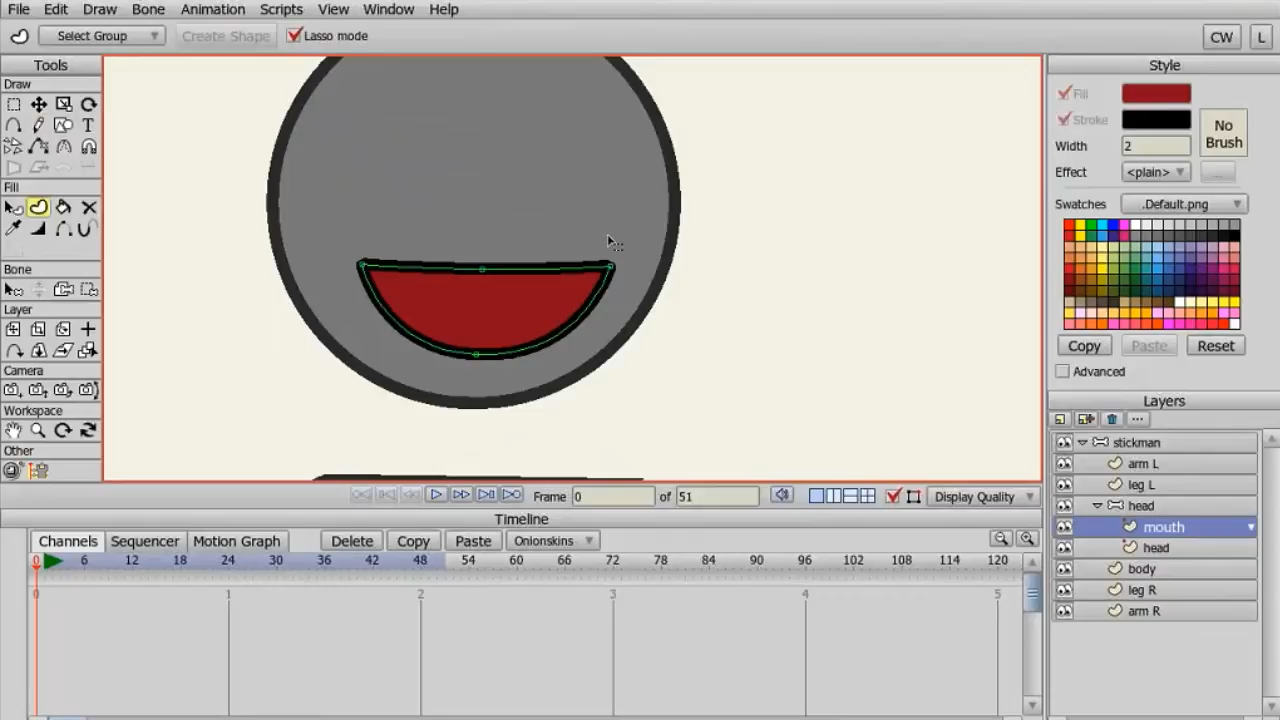 File Edit Draw Bone Animation Scripts View Window Help
Select Group Create Shape Lasso mode CW L
Tools
Draw
T
Fill
Bone
Layer
Camera
Workspace
Other
Style
Fill
Stroke
No Brush
Width 2
Effect <plain> ...
Swatches .Default.png
Copy Paste Reset
Advanced
Layers
...
stickman
arm L
leg L
head
mouth
head
body
leg R
arm R
Frame 0 of 51 Display Quality
Timeline
Channels Sequencer Motion Graph Delete Copy Paste Onionskins
0 6 12 18 24 30 36 42 48 54 60 66 72 78 84 90 96 102 108 114 120
0 1 2 3 4 5